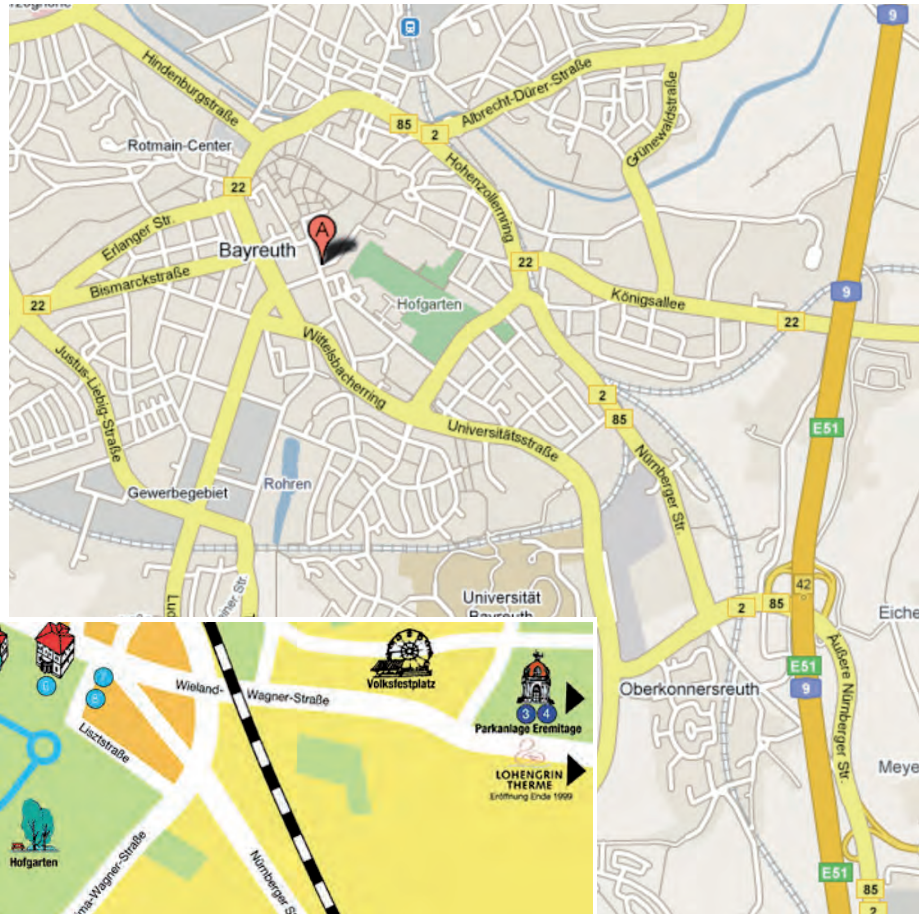 9
Hindenburgstraße
Albrecht-Dürer-Straße
85
2
Rotmain-Center
Grünewaldstraße
22
Hohenzollernring
Erlanger Str.
A
Bayreuth
22
Bismarckstraße
Hofgarten
Königsallee
9
22
22
Wittelsbacherring
Justus-Liebig-Straße
2
85
E51
Universitätsstraße
Nürnberger Str.
Rohren
Gewerbegebiet
42
Universität
2
85
Äußere Nürnberger Str.
E51
9
Oberkonnersreuth
E51
85
2
Volksfestplatz
6
7
5
Wieland-
Wagner-Straße
3
4
Parkanlage Eremitage
Lisztstraße
LOHENGRIN
THERME
Eröffnung Ende 1999
Hofgarten